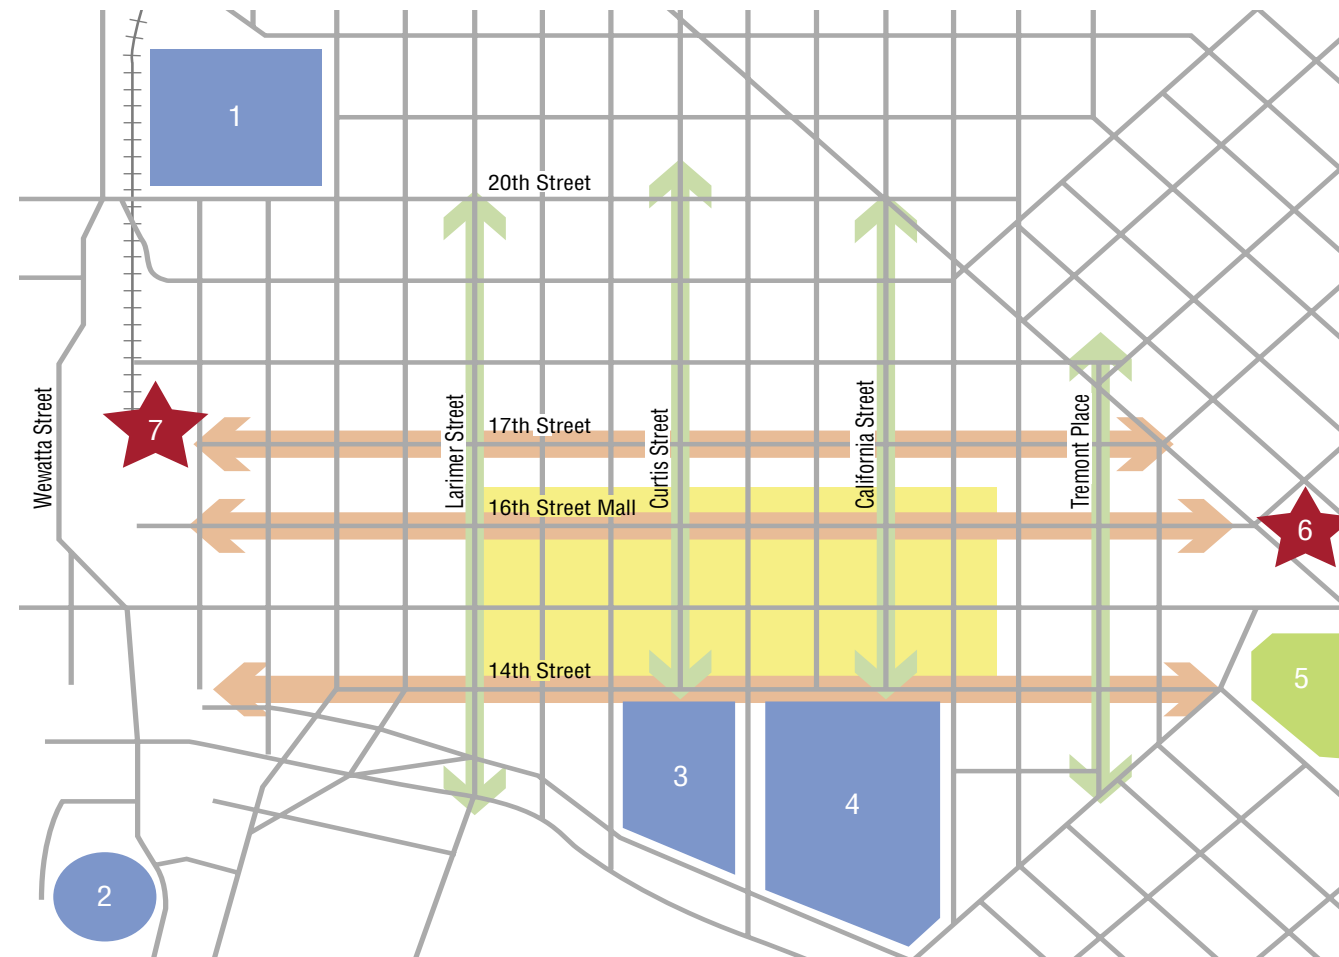 1
20th Street
Wewatta Street
7
Larimer Street
17th Street
Curtis Street
California Street
Tremont Place
16th Street Mall
6
14th Street
5
3
4
2